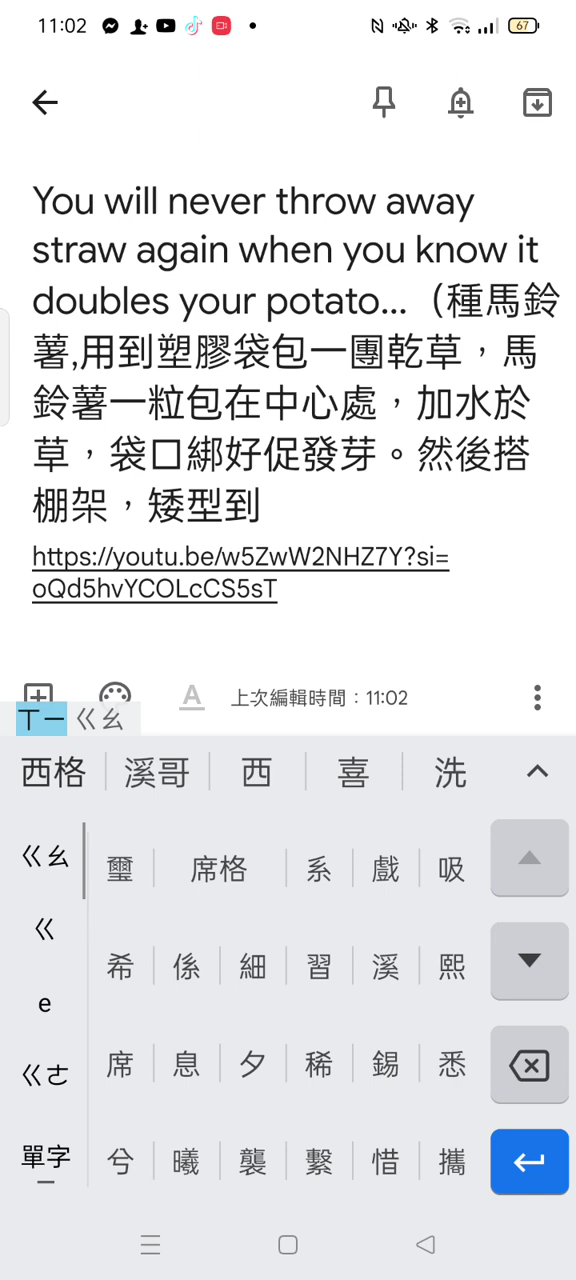 11:02
67
You will never throw away
straw again when you know it
doubles your potato...（種馬鈴
薯,用到塑膠袋包一團乾草，馬
鈴薯一粒包在中心處，加水於
草，袋口綁好促發芽。然後搭
棚架，矮型到
https://youtu.be/w5ZwW2NHZ7Y?si=
oQd5hvYCOLcCS5sT
A 上次編輯時間：11:02
ㄒㄧ ㄍㄠ
西格 溪哥 西 喜 洗
ㄍㄠ 璽 席格 系 戲 吸
ㄍ 希 係 細 習 溪 熙
e
ㄍㄜ 席 息 夕 稀 錫 悉
單字 兮 曦 襲 繫 惜 攜